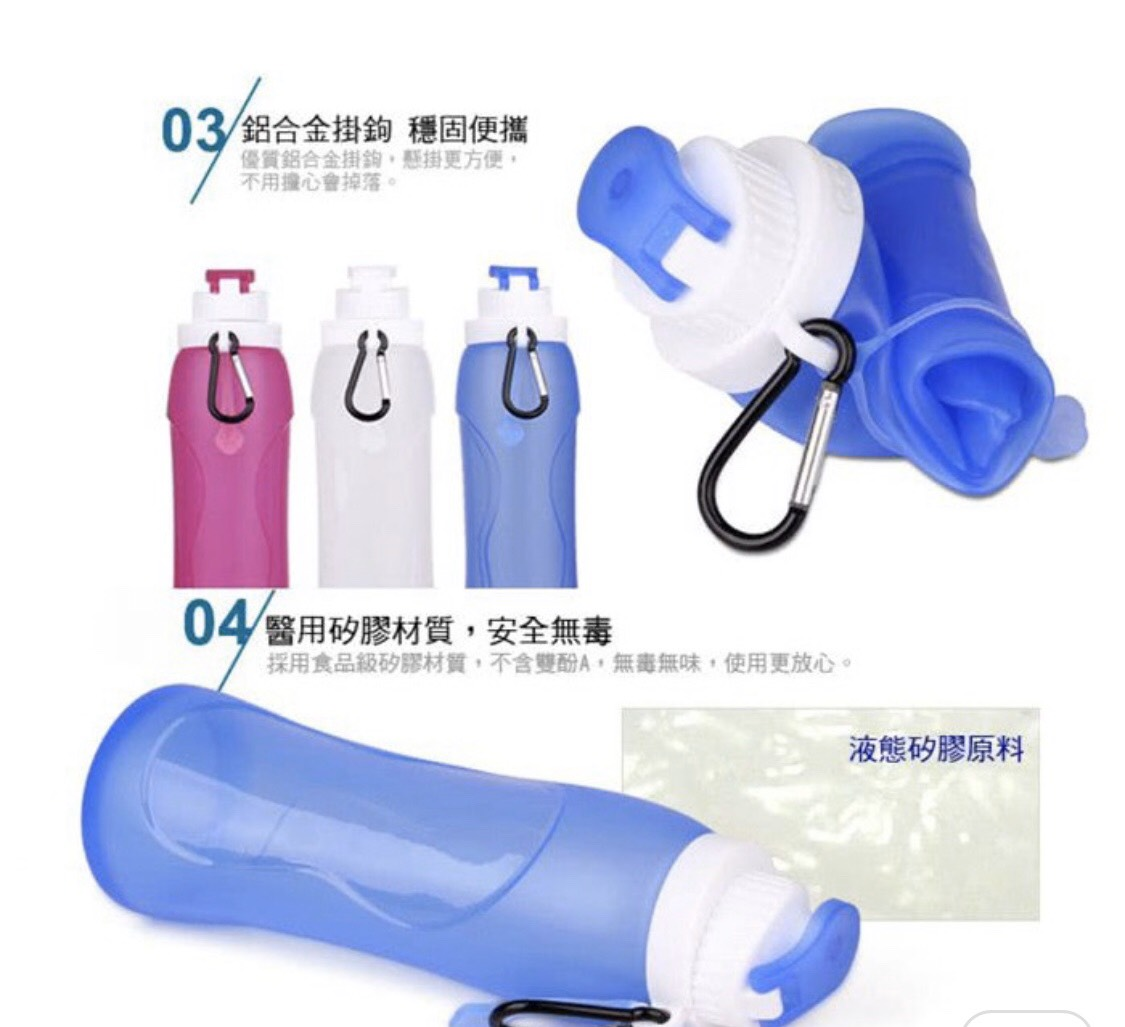 03 鋁合金掛鉤 穩固便攜
優質鋁合金掛鉤，懸掛更方便，
不用擔心會掉落。
04 醫用矽膠材質，安全無毒
採用食品級矽膠材質，不含雙酚A，無毒無味，使用更放心。
液態矽膠原料